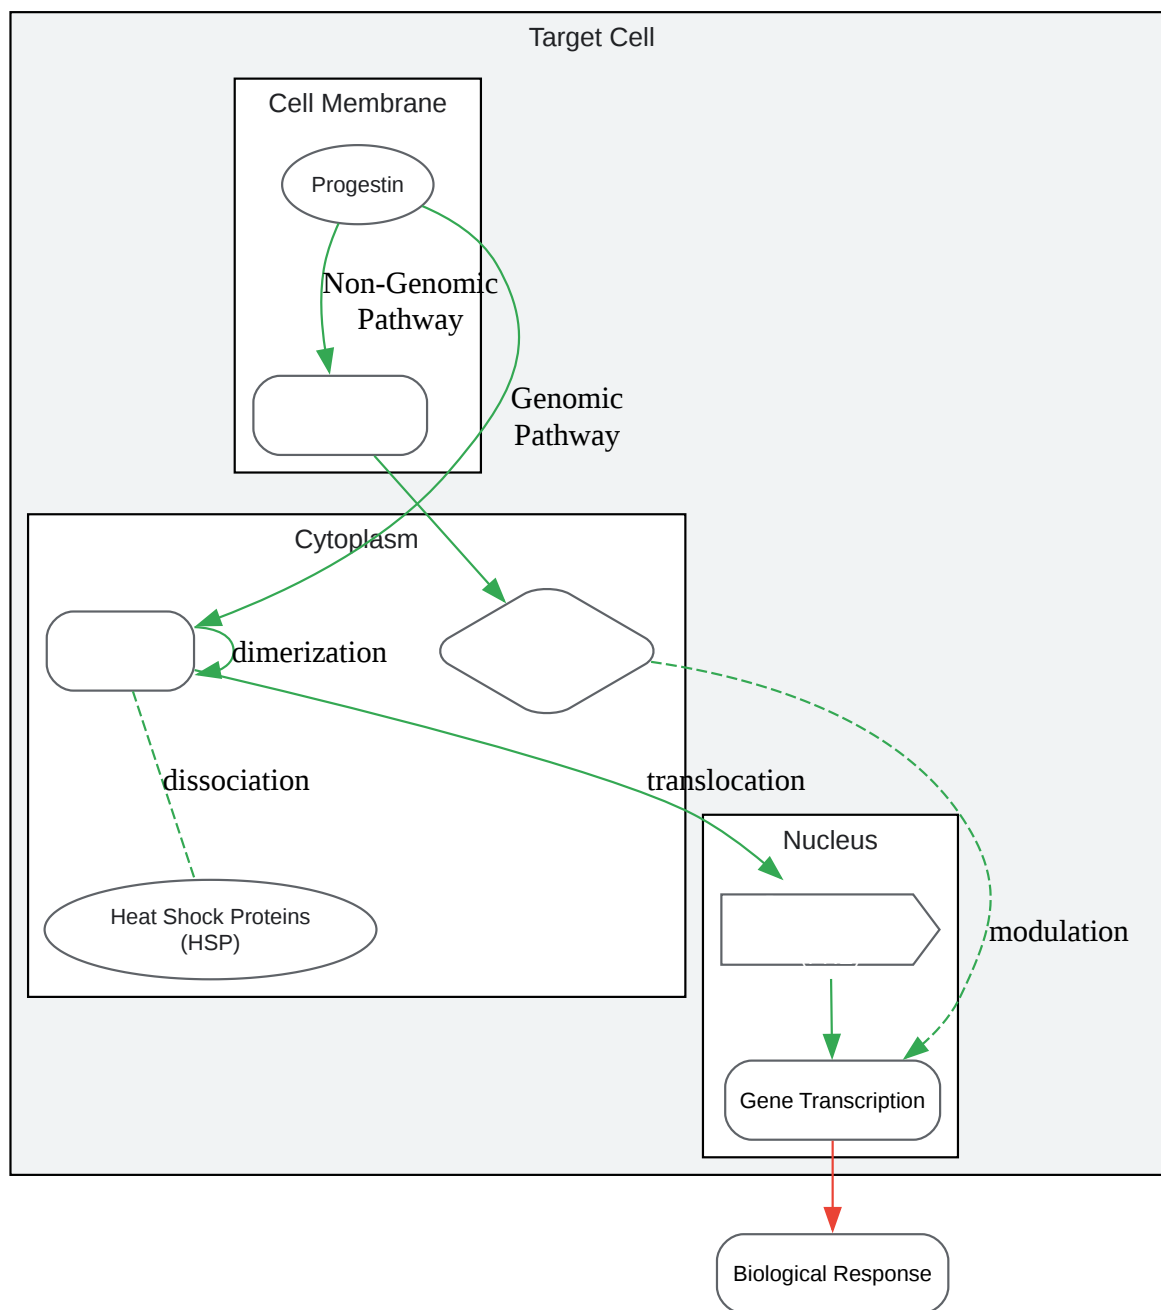 Target Cell
Cell Membrane
Progestin
Non-Genomic
Pathway
Genomic
Pathway
Cytoplasm
dimerization
dissociation
translocation
Nucleus
Heat Shock Proteins
(HSP)
modulation
Gene Transcription
Biological Response